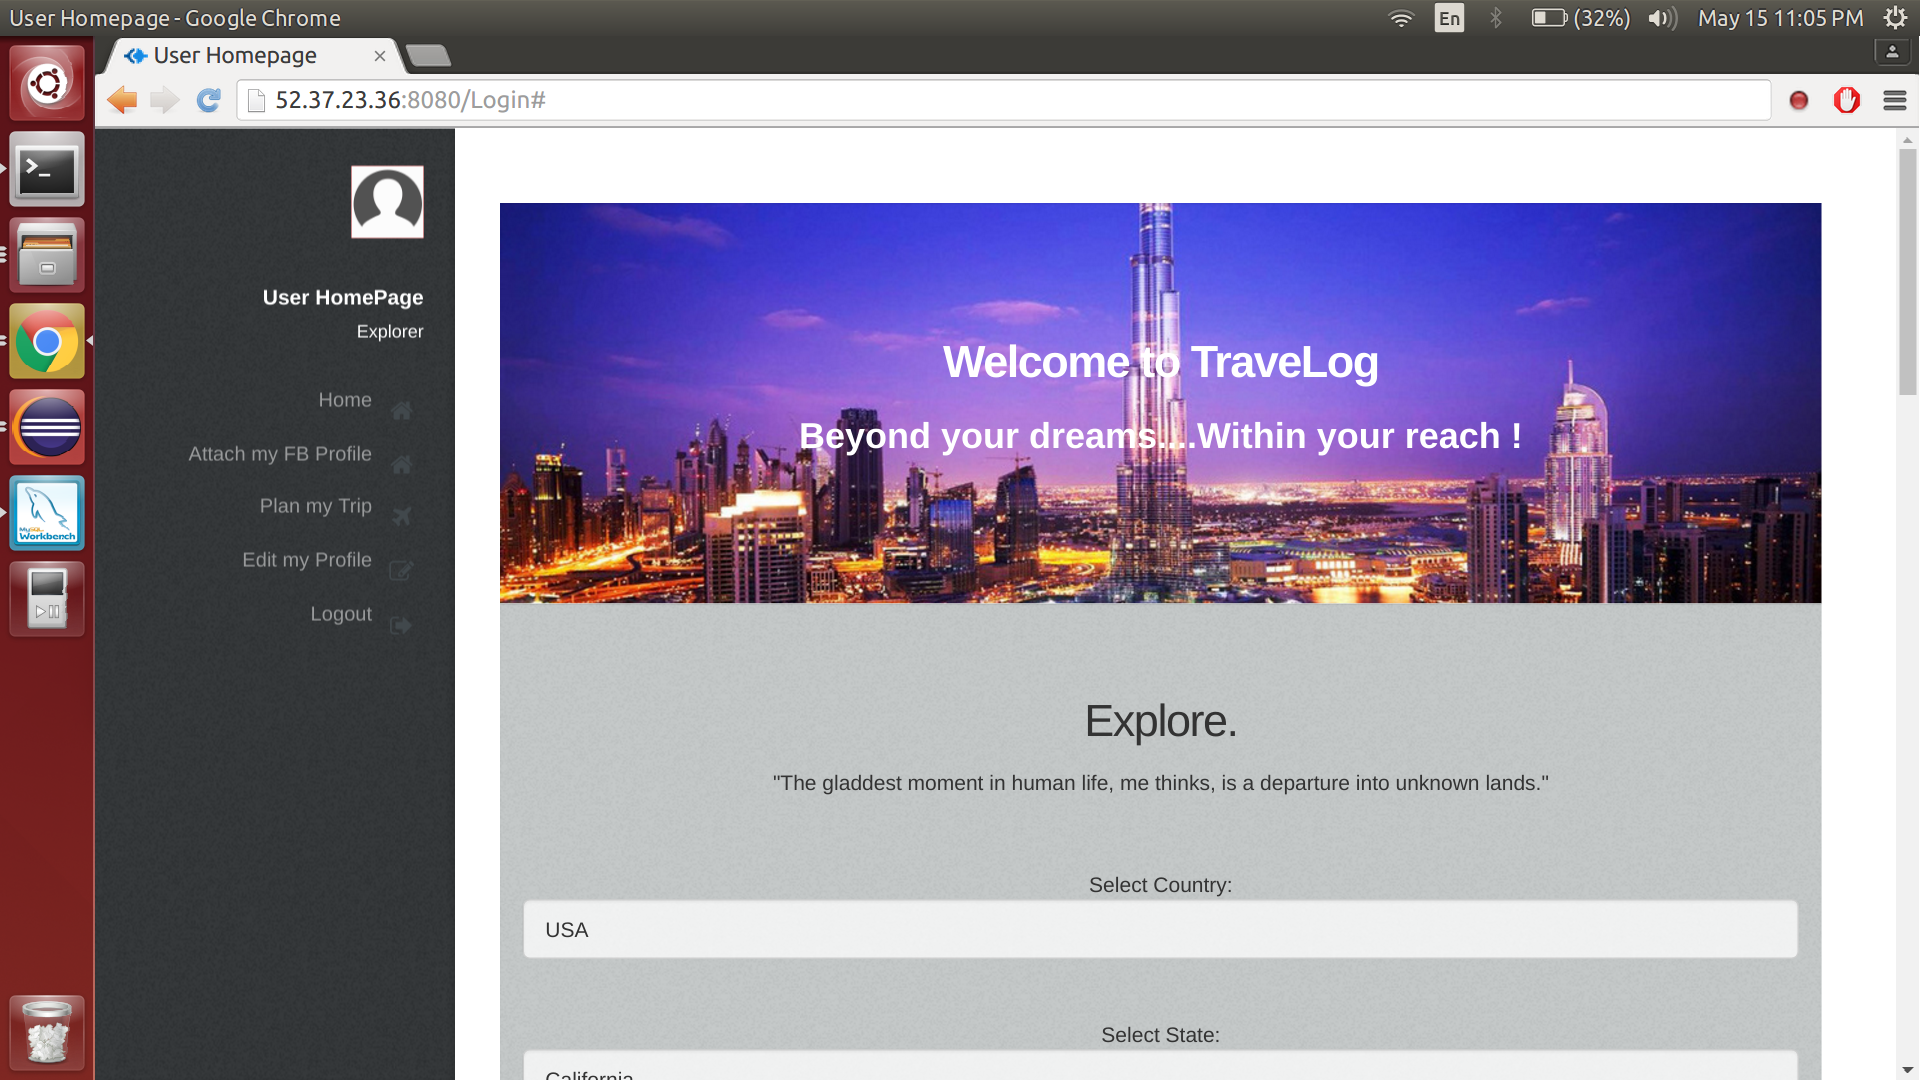 User Homepage - Google Chrome
En
(32%)
May 15 11:05 PM
User Homepage
52.37.23.36:8080/Login#
User HomePage
Explorer
Home
Attach my FB Profile
Plan my Trip
Edit my Profile
Logout
MySQL
Workbench
Welcome to TraveLog
Beyond your dreams....Within your reach !
Explore.
"The gladdest moment in human life, me thinks, is a departure into unknown lands."
Select Country:
USA
Select State:
California